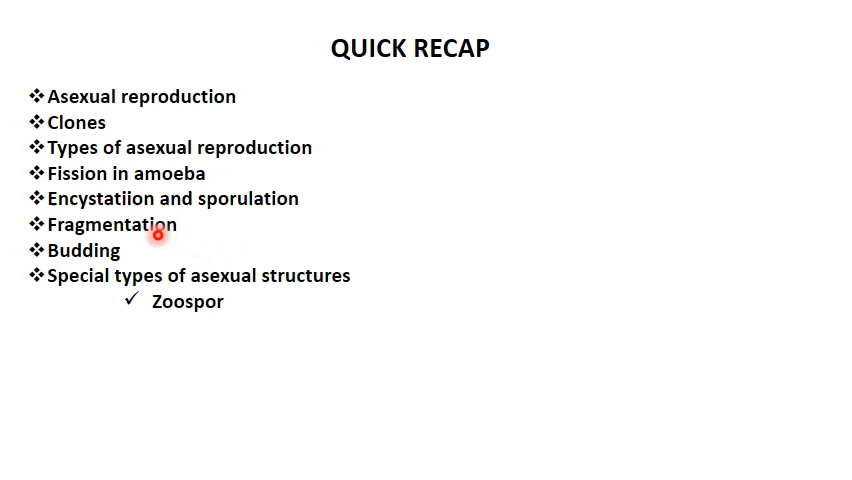 QUICK RECAP
❖Asexual reproduction
❖Clones
❖Types of asexual reproduction
❖Fission in amoeba
❖Encystatiion and sporulation
❖Fragmentation
❖Budding
❖Special types of asexual structures
✓ Zoospor